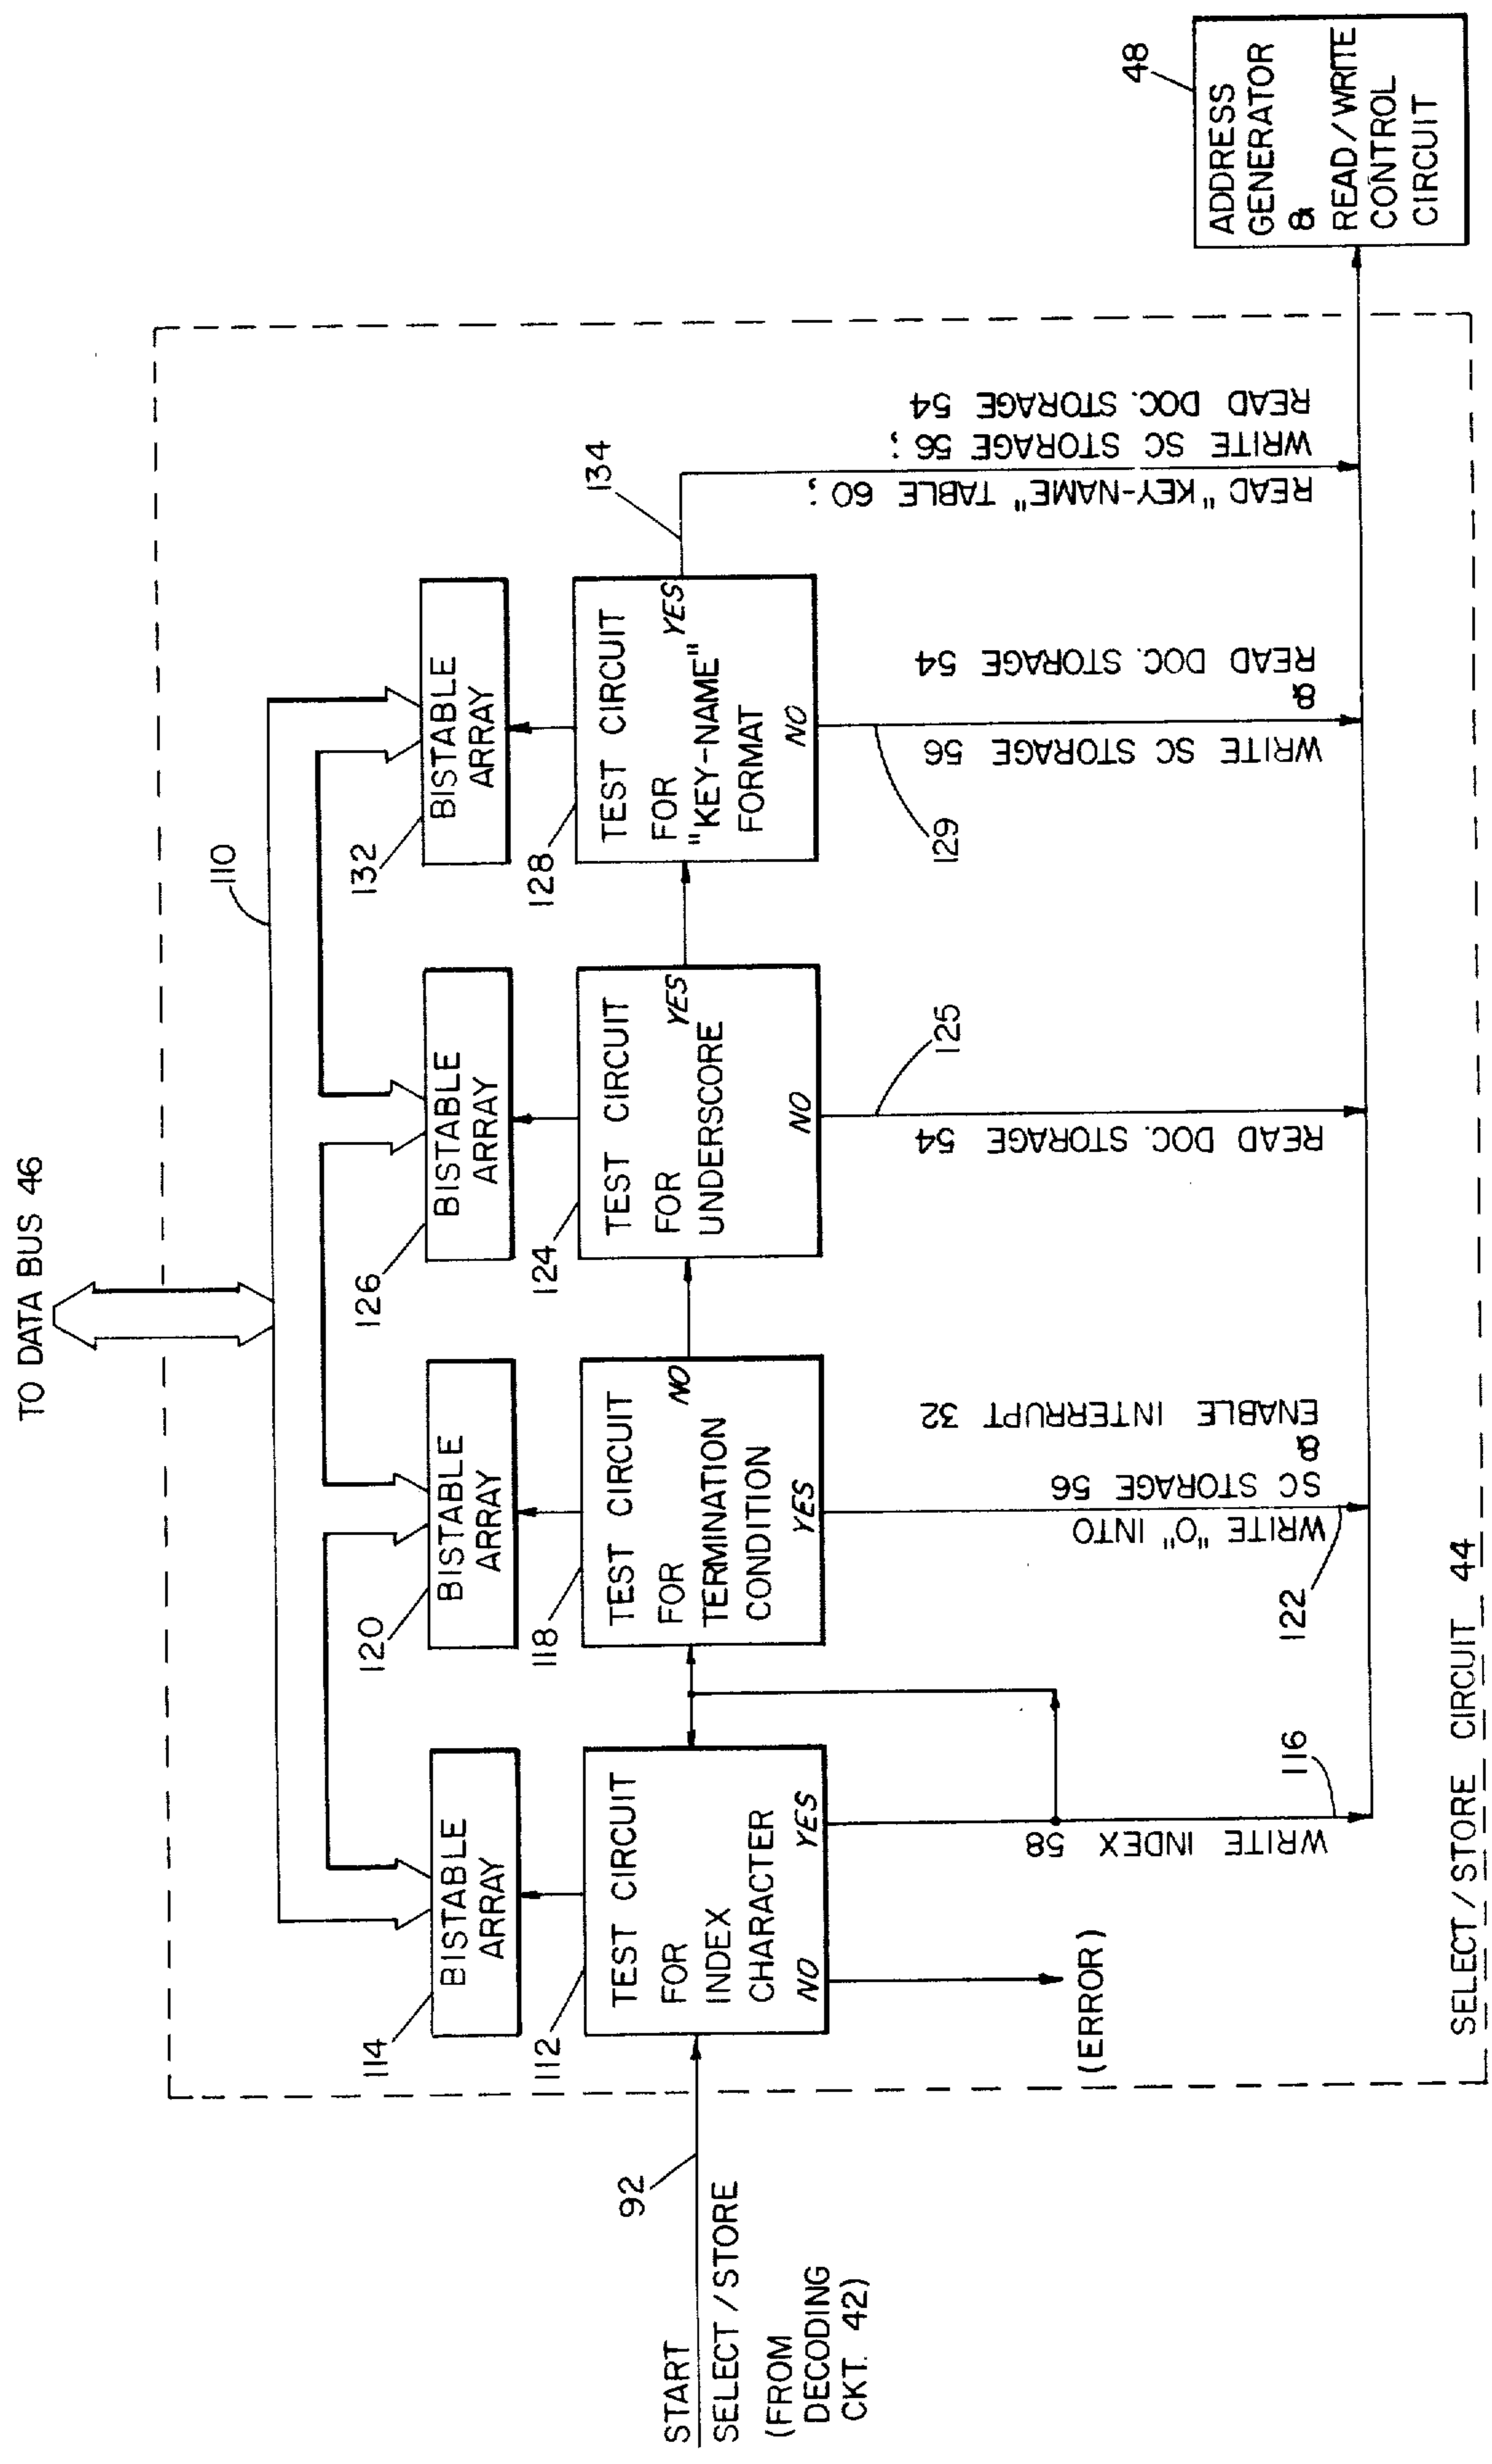 TO DATA BUS 46
110
114
BISTABLE
ARRAY
120
BISTABLE
ARRAY
126
BISTABLE
ARRAY
132
BISTABLE
ARRAY
START
SELECT/STORE
(FROM
DECODING
CKT. 42)
92
112
TEST CIRCUIT
FOR
INDEX
CHARACTER
NO
YES
118
TEST CIRCUIT
FOR
TERMINATION
CONDITION
NO
YES
124
TEST CIRCUIT
FOR
UNDERSCORE
YES
NO
128
TEST CIRCUIT
FOR
"KEY-NAME"
FORMAT
YES
NO
134
(ERROR)
WRITE INDEX 58
116
WRITE "0" INTO
SC STORAGE 56
&
ENABLE INTERRUPT 32
122
READ DOC. STORAGE 54
125
WRITE SC STORAGE 56
&
READ DOC. STORAGE 54
129
READ "KEY-NAME" TABLE 60;
WRITE SC STORAGE 56;
READ DOC. STORAGE 54
48
ADDRESS
GENERATOR
&
READ/WRITE
CONTROL
CIRCUIT
SELECT/STORE CIRCUIT 44